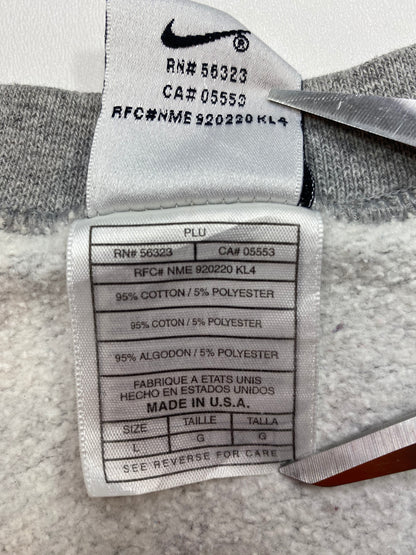 RN# 56323
CA# 05553
RFC#NME 920220 KL4
PLU
RN# 56323 CA# 05553
RFC# NME 920220 KL4
95% COTTON / 5% POLYESTER
95% COTON / 5% POLYESTER
95% ALGODON / 5% POLYESTER
FABRIQUE A ETATS UNIS
HECHO EN ESTADOS UNIDOS
MADE IN U.S.A.
SIZE TAILLE TALLA
L G G
SEE REVERSE FOR CARE